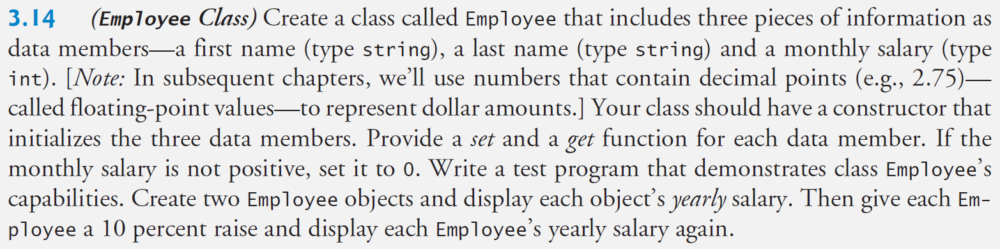 3.14 (Employee Class) Create a class called Employee that includes three pieces of information as
data members—a first name (type string), a last name (type string) and a monthly salary (type
int). [Note: In subsequent chapters, we'll use numbers that contain decimal points (e.g., 2.75)—
called floating-point values—to represent dollar amounts.] Your class should have a constructor that
initializes the three data members. Provide a set and a get function for each data member. If the
monthly salary is not positive, set it to 0. Write a test program that demonstrates class Employee's
capabilities. Create two Employee objects and display each object's yearly salary. Then give each Em-
ployee a 10 percent raise and display each Employee's yearly salary again.